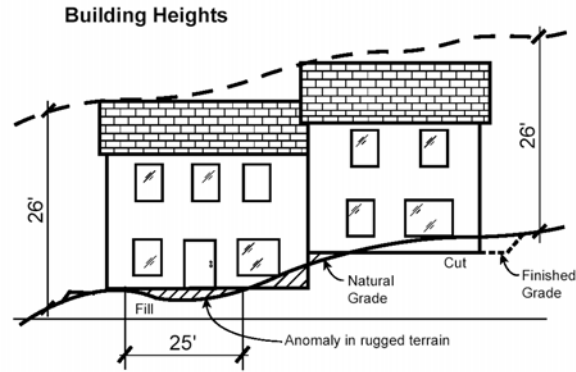 Building Heights
26'
26'
Natural
Grade
Cut
Finished
Grade
Fill
Anomaly in rugged terrain
25'